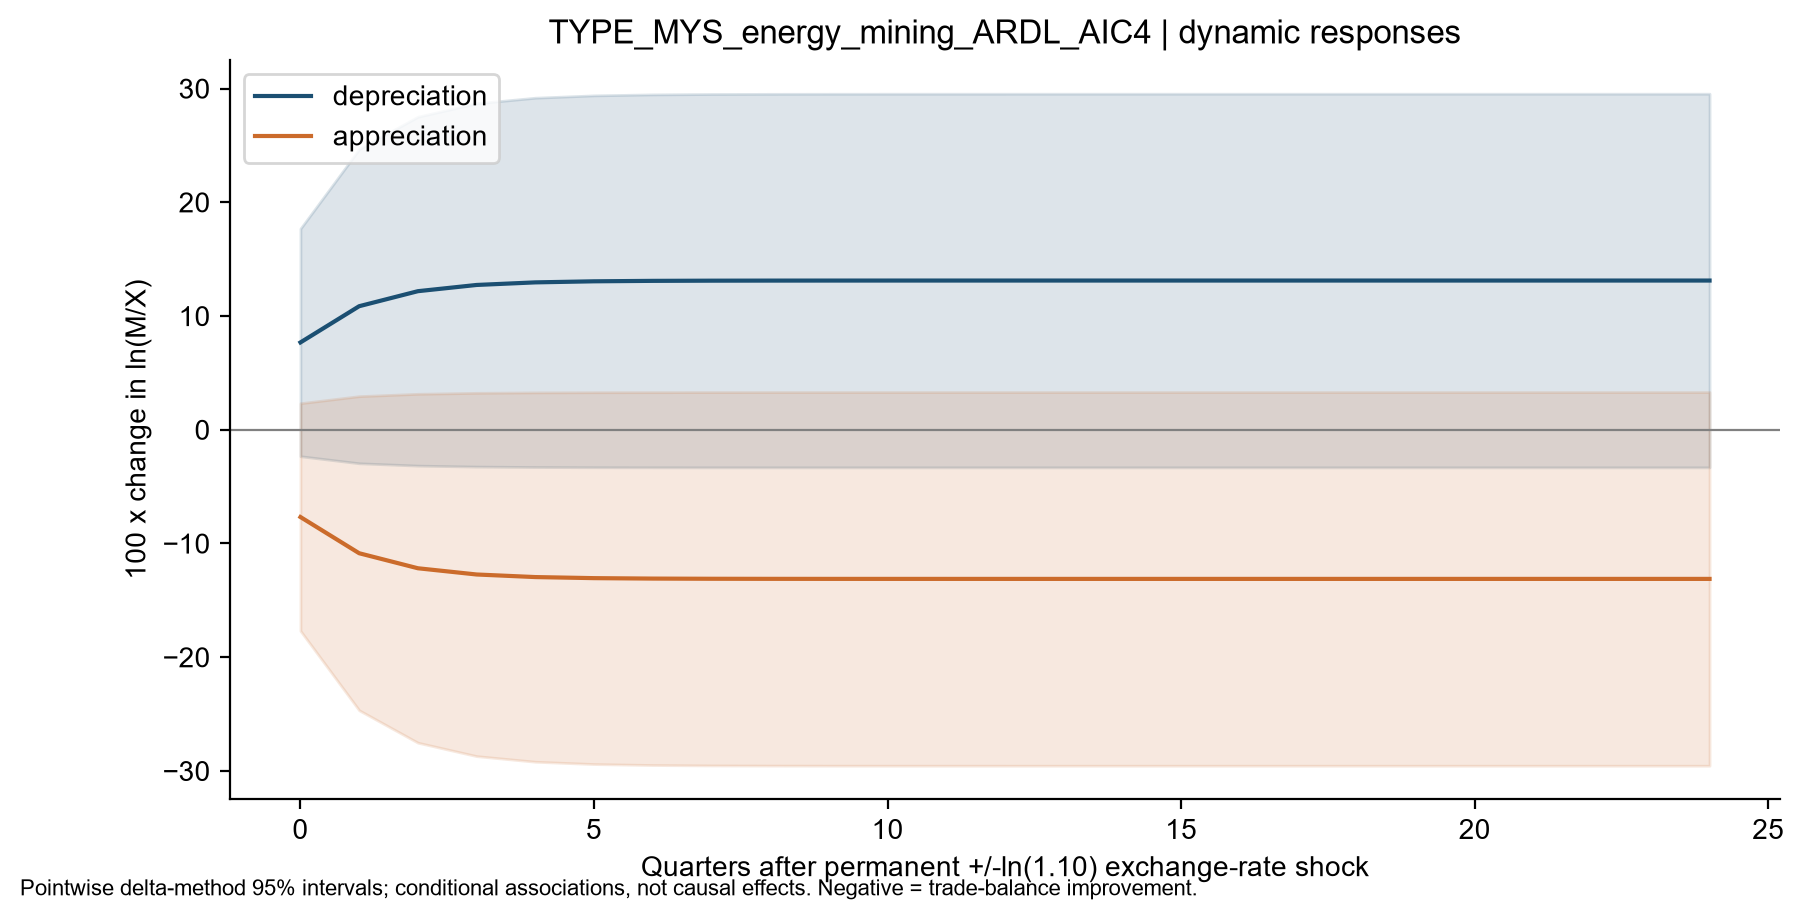 TYPE_MYS_energy_mining_ARDL_AIC4 | dynamic responses
depreciation
appreciation
100 x change in ln(M/X)
30
20
10
0
−10
−20
−30
0 5 10 15 20 25
Quarters after permanent +/-ln(1.10) exchange-rate shock
Pointwise delta-method 95% intervals; conditional associations, not causal effects. Negative = trade-balance improvement.